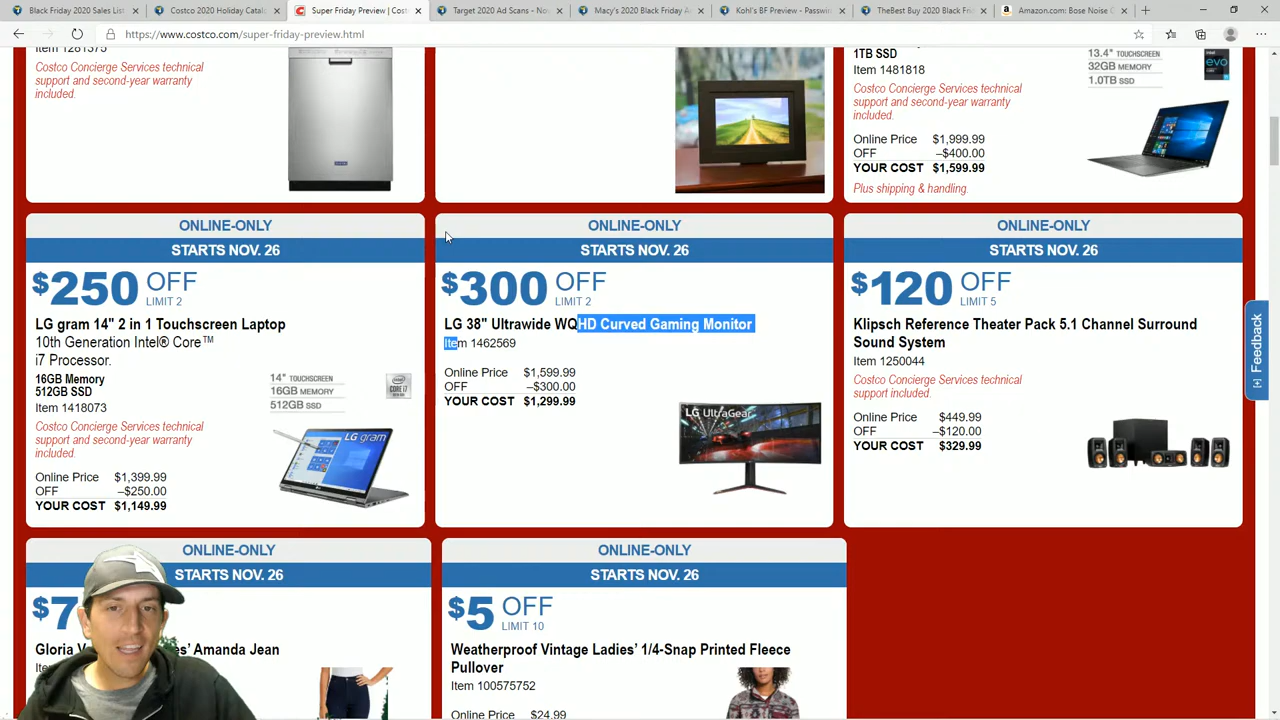 Black Friday 2020 Sales List
Costco 2020 Holiday Catal
Super Friday Preview | Cost
Target 2020 Ad Scans - Nov
Macy's 2020 Black Friday A
Kohl's BF Preview - Passwin
TheBest Buy 2020 Black Fri
Amazon.com: Bose Noise C
https://www.costco.com/super-friday-preview.html
Item 1281375
Costco Concierge Services technical
support and second-year warranty
included.
1TB SSD
Item 1481818
Costco Concierge Services technical
support and second-year warranty
included.
Online Price $1,999.99
OFF –$400.00
YOUR COST $1,599.99
Plus shipping & handling.
13.4" TOUCHSCREEN
32GB MEMORY
1.0TB SSD
intel
evo
ONLINE-ONLY
STARTS NOV. 26
$250 OFF
LIMIT 2
LG gram 14" 2 in 1 Touchscreen Laptop
10th Generation Intel® Core™
i7 Processor.
16GB Memory
512GB SSD
Item 1418073
Costco Concierge Services technical
support and second-year warranty
included.
Online Price $1,399.99
OFF –$250.00
YOUR COST $1,149.99
14" TOUCHSCREEN
16GB MEMORY
512GB SSD
LG gram
ONLINE-ONLY
STARTS NOV. 26
$300 OFF
LIMIT 2
LG 38" Ultrawide WQHD Curved Gaming Monitor
Item 1462569
Online Price $1,599.99
OFF –$300.00
YOUR COST $1,299.99
LG UltraGear
ONLINE-ONLY
STARTS NOV. 26
$120 OFF
LIMIT 5
Klipsch Reference Theater Pack 5.1 Channel Surround
Sound System
Item 1250044
Costco Concierge Services technical
support included.
Online Price $449.99
OFF –$120.00
YOUR COST $329.99
[+] Feedback
ONLINE-ONLY
STARTS NOV. 26
$7
Gloria V es' Amanda Jean
ONLINE-ONLY
STARTS NOV. 26
$5 OFF
LIMIT 10
Weatherproof Vintage Ladies' 1/4-Snap Printed Fleece
Pullover
Item 100575752
Online Price $24.99